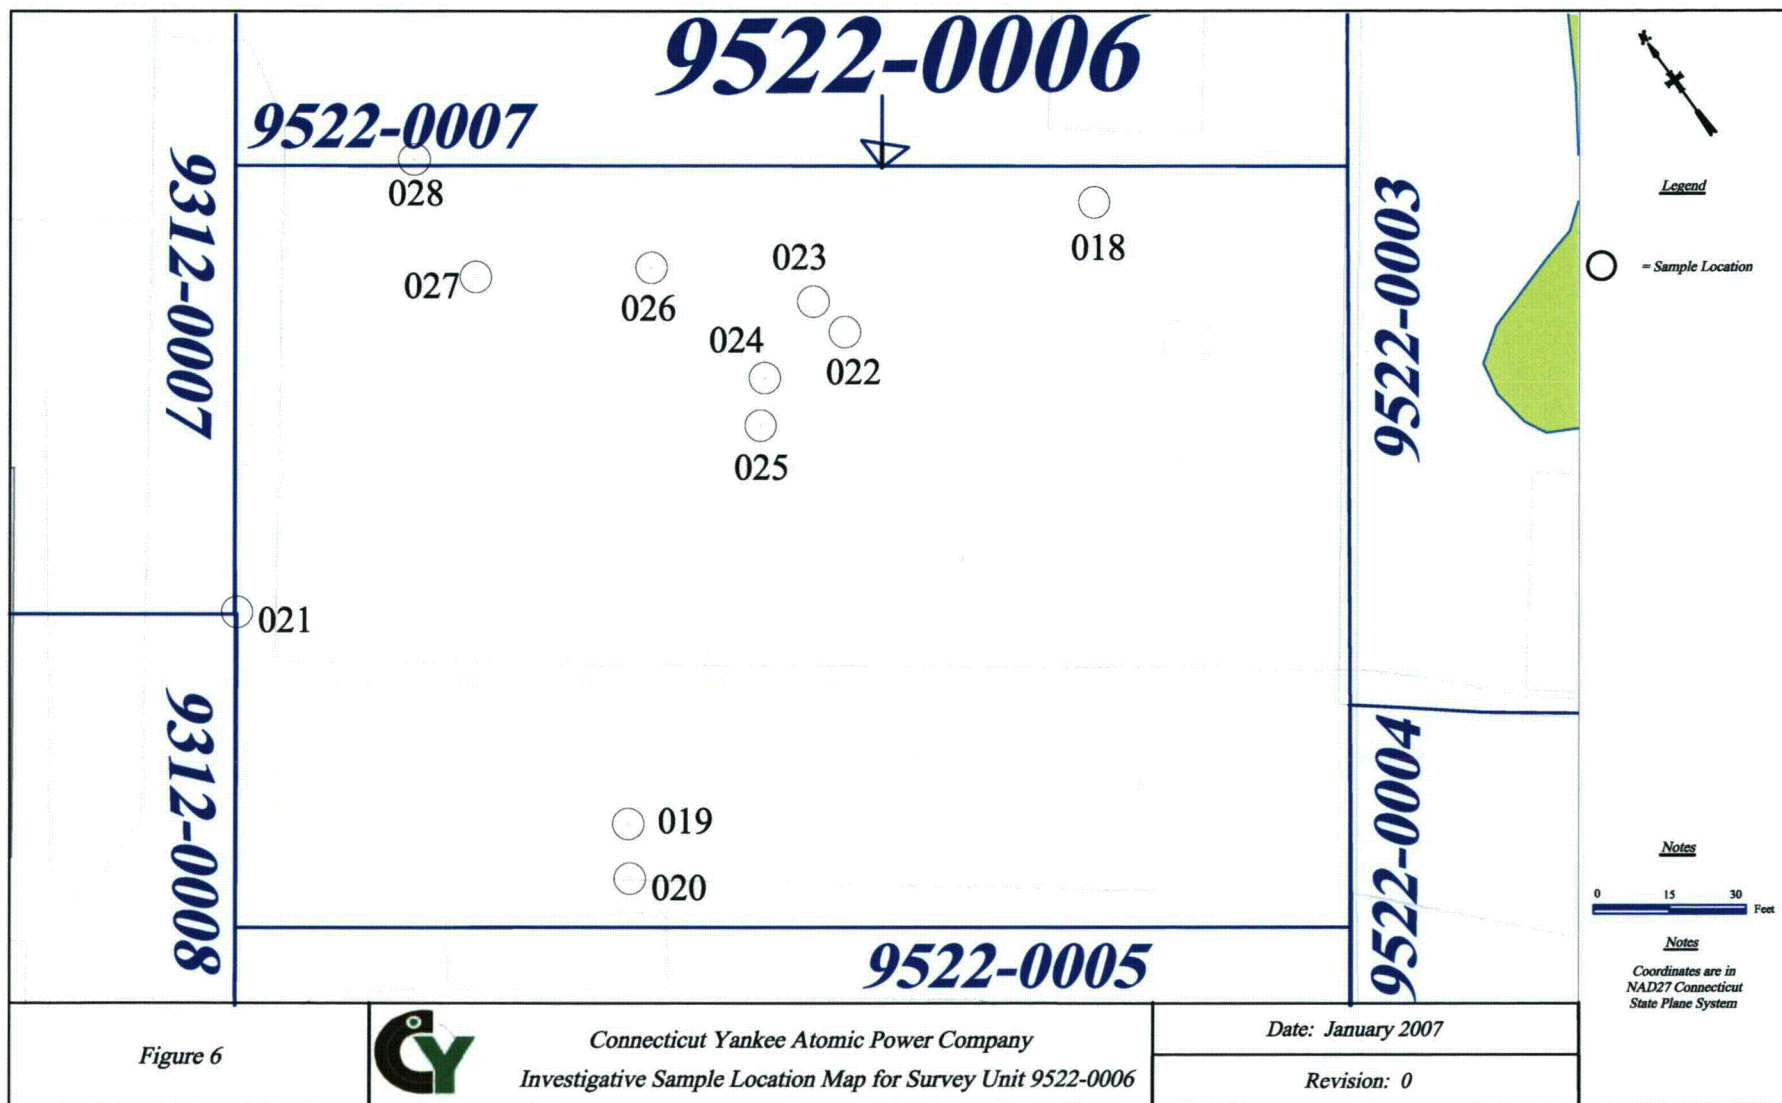 9522-0006
9522-0007
9312-0007
028
018
023
027
026
024
022
025
9522-0003
021
9312-0008
019
020
9522-0004
9522-0005
Legend
= Sample Location
Notes
0 15 30
Feet
Notes
Coordinates are in
NAD27 Connecticut
State Plane System
Figure 6
CY
Connecticut Yankee Atomic Power Company
Investigative Sample Location Map for Survey Unit 9522-0006
Date: January 2007
Revision: 0